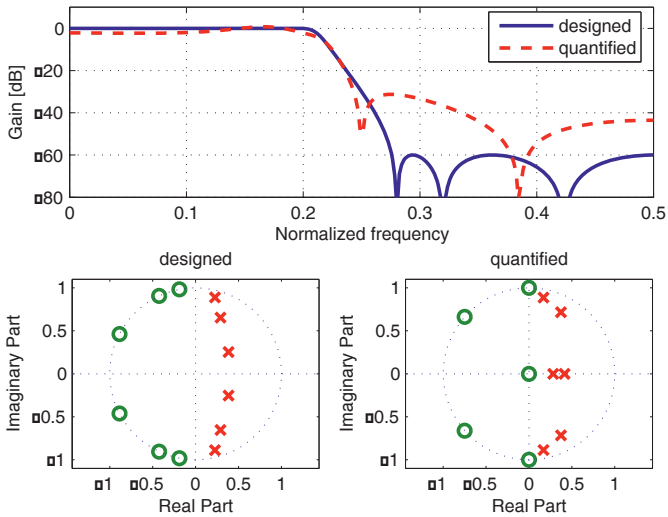 0
□20
□40
□60
□80
Gain [dB]
designed
quantified
0 0.1 0.2 0.3 0.4 0.5
Normalized frequency
designed
1
0.5
0
□0.5
□1
Imaginary Part
□1 □0.5 0 0.5 1
Real Part
quantified
1
0.5
0
□0.5
□1
Imaginary Part
□1 □0.5 0 0.5 1
Real Part